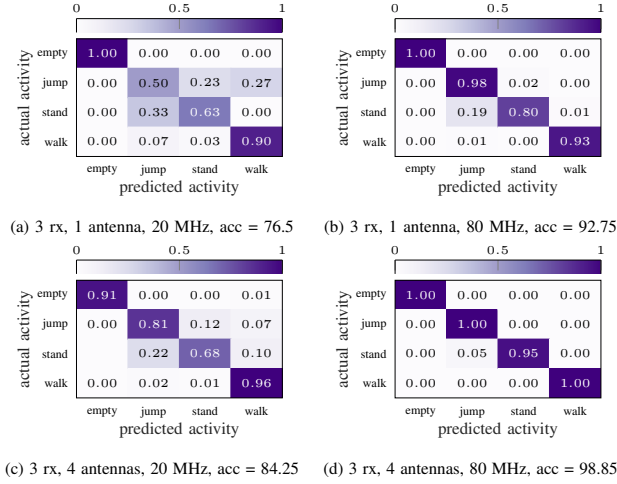 0 0.5 1
actual activity
empty 1.00 0.00 0.00 0.00
jump 0.00 0.50 0.23 0.27
stand 0.00 0.33 0.63 0.00
walk 0.00 0.07 0.03 0.90
empty jump stand walk
predicted activity
(a) 3 rx, 1 antenna, 20 MHz, acc = 76.5
0 0.5 1
actual activity
empty 1.00 0.00 0.00 0.00
jump 0.00 0.98 0.02 0.00
stand 0.00 0.19 0.80 0.01
walk 0.00 0.01 0.00 0.93
empty jump stand walk
predicted activity
(b) 3 rx, 1 antenna, 80 MHz, acc = 92.75
0 0.5 1
actual activity
empty 0.91 0.00 0.00 0.01
jump 0.00 0.81 0.12 0.07
stand 0.00 0.22 0.68 0.10
walk 0.00 0.02 0.01 0.96
empty jump stand walk
predicted activity
(c) 3 rx, 4 antennas, 20 MHz, acc = 84.25
0 0.5 1
actual activity
empty 1.00 0.00 0.00 0.00
jump 0.00 1.00 0.00 0.00
stand 0.00 0.05 0.95 0.00
walk 0.00 0.00 0.00 1.00
empty jump stand walk
predicted activity
(d) 3 rx, 4 antennas, 80 MHz, acc = 98.85